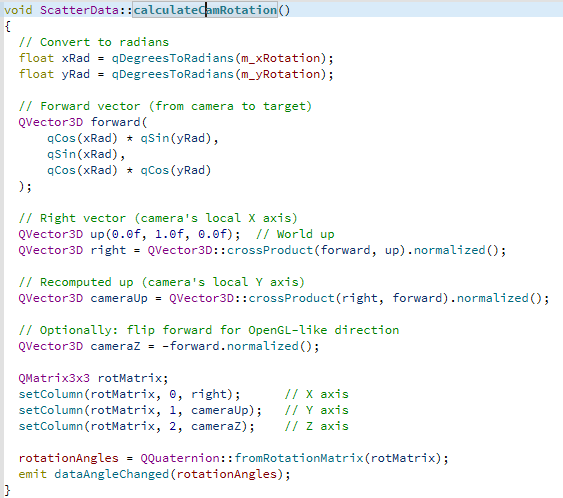 void ScatterData::calculateCamRotation()
{
  // Convert to radians
  float xRad = qDegreesToRadians(m_xRotation);
  float yRad = qDegreesToRadians(m_yRotation);

  // Forward vector (from camera to target)
  QVector3D forward(
      qCos(xRad) * qSin(yRad),
      qSin(xRad),
      qCos(xRad) * qCos(yRad)
  );

  // Right vector (camera's local X axis)
  QVector3D up(0.0f, 1.0f, 0.0f);  // World up
  QVector3D right = QVector3D::crossProduct(forward, up).normalized();

  // Recomputed up (camera's local Y axis)
  QVector3D cameraUp = QVector3D::crossProduct(right, forward).normalized();

  // Optionally: flip forward for OpenGL-like direction
  QVector3D cameraZ = -forward.normalized();

  QMatrix3x3 rotMatrix;
  setColumn(rotMatrix, 0, right);      // X axis
  setColumn(rotMatrix, 1, cameraUp);   // Y axis
  setColumn(rotMatrix, 2, cameraZ);    // Z axis

  rotationAngles = QQuaternion::fromRotationMatrix(rotMatrix);
  emit dataAngleChanged(rotationAngles);
}